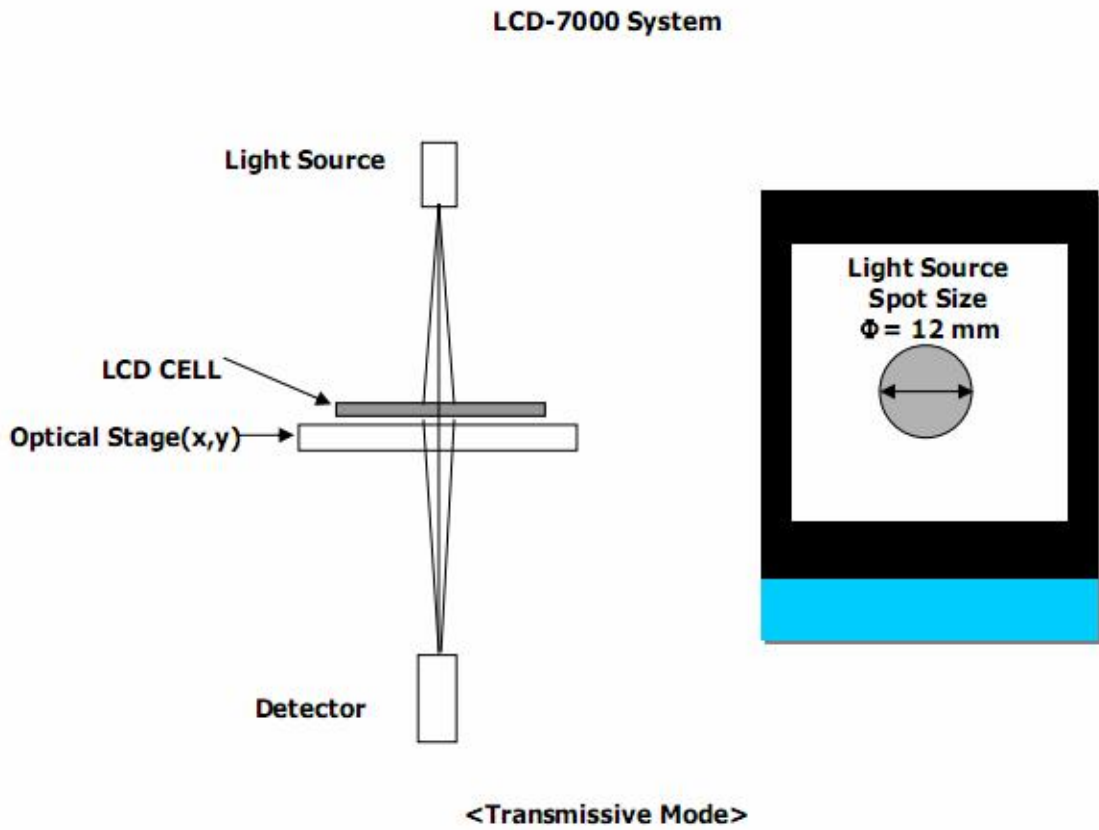 LCD-7000 System
Light Source
LCD CELL
Optical Stage(x,y)
Detector
Light Source
Spot Size
Φ= 12 mm
<Transmissive Mode>